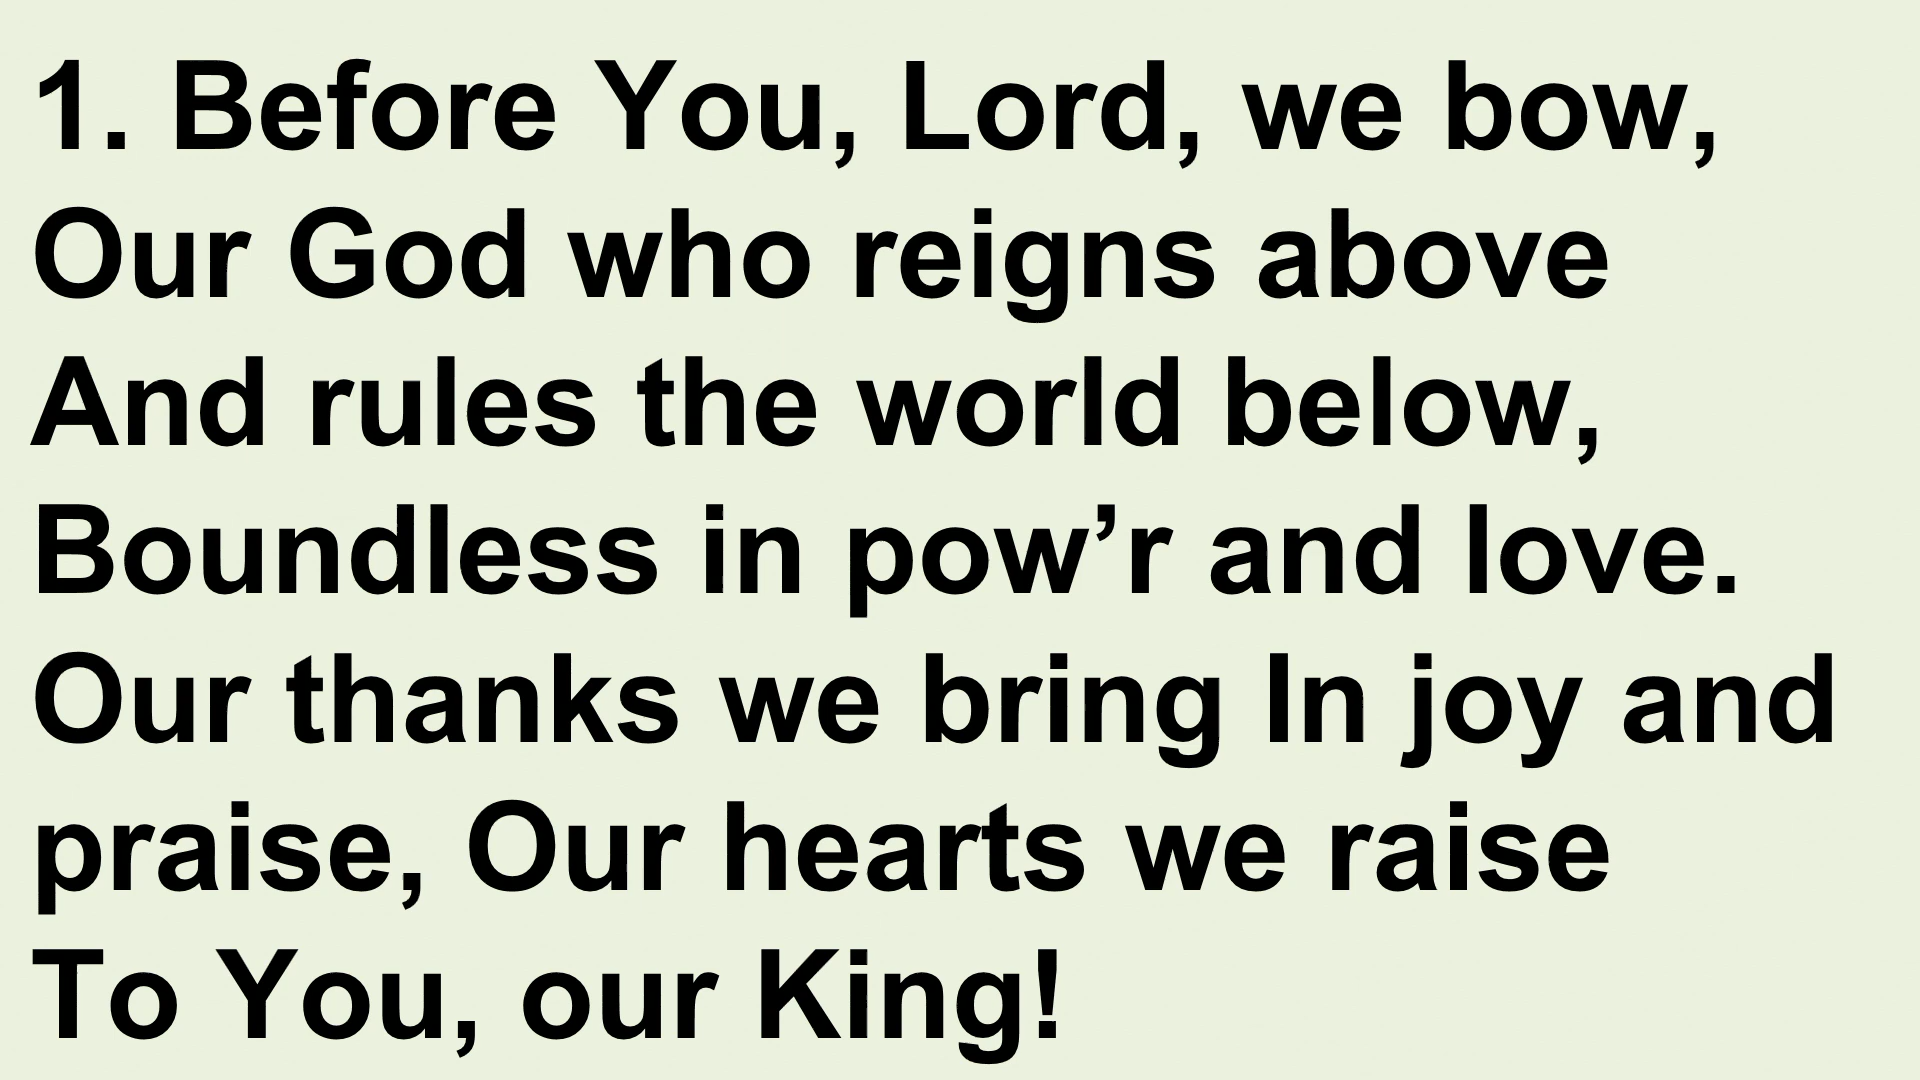 1. Before You, Lord, we bow,
Our God who reigns above
And rules the world below,
Boundless in pow’r and love.
Our thanks we bring In joy and
praise, Our hearts we raise
To You, our King!